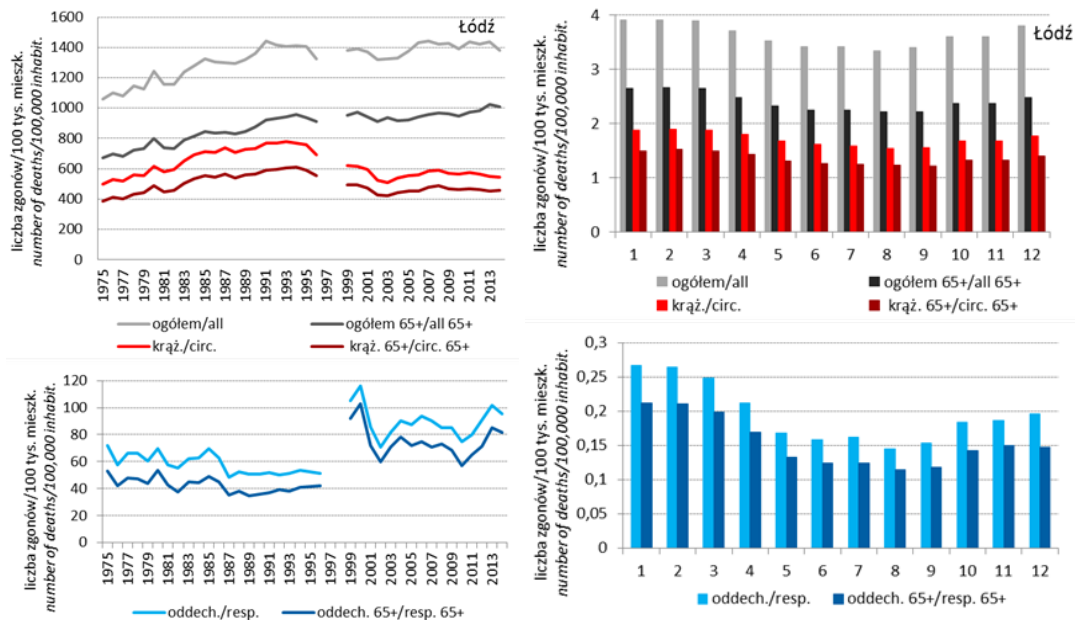 Łódź
liczba zgonów/100 tys. mieszk.
number of deaths/100,000 inhabit.
1600
1400
1200
1000
800
600
400
200
0
1975
1977
1979
1981
1983
1985
1987
1989
1991
1993
1995
1997
1999
2001
2003
2005
2007
2009
2011
2013
ogółem/all
ogółem 65+/all 65+
krąż./circ.
krąż. 65+/circ. 65+
Łódź
liczba zgonów/100 tys. mieszk.
number of deaths/100,000 inhabit.
4
3
2
1
0
1 2 3 4 5 6 7 8 9 10 11 12
ogółem/all
ogółem 65+/all 65+
krąż./circ.
krąż. 65+/circ. 65+
liczba zgonów/100 tys. mieszk.
number of deaths/100,000 inhabit.
120
100
80
60
40
20
0
1975
1977
1979
1981
1983
1985
1987
1989
1991
1993
1995
1997
1999
2001
2003
2005
2007
2009
2011
2013
oddech./resp.
oddech. 65+/resp. 65+
liczba zgonów/100 tys. mieszk.
number of deaths/100,000 inhabit.
0,3
0,25
0,2
0,15
0,1
0,05
0
1 2 3 4 5 6 7 8 9 10 11 12
oddech./resp.
oddech. 65+/resp. 65+